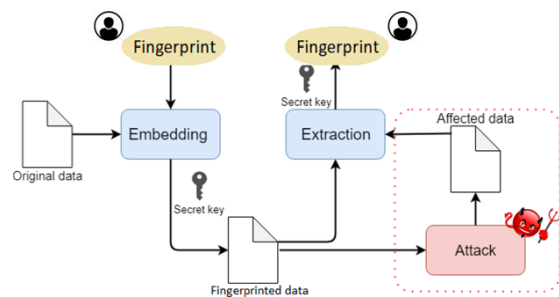 Fingerprint
Fingerprint
Secret key
Embedding
Extraction
Affected data
Original data
Secret key
Attack
Fingerprinted data